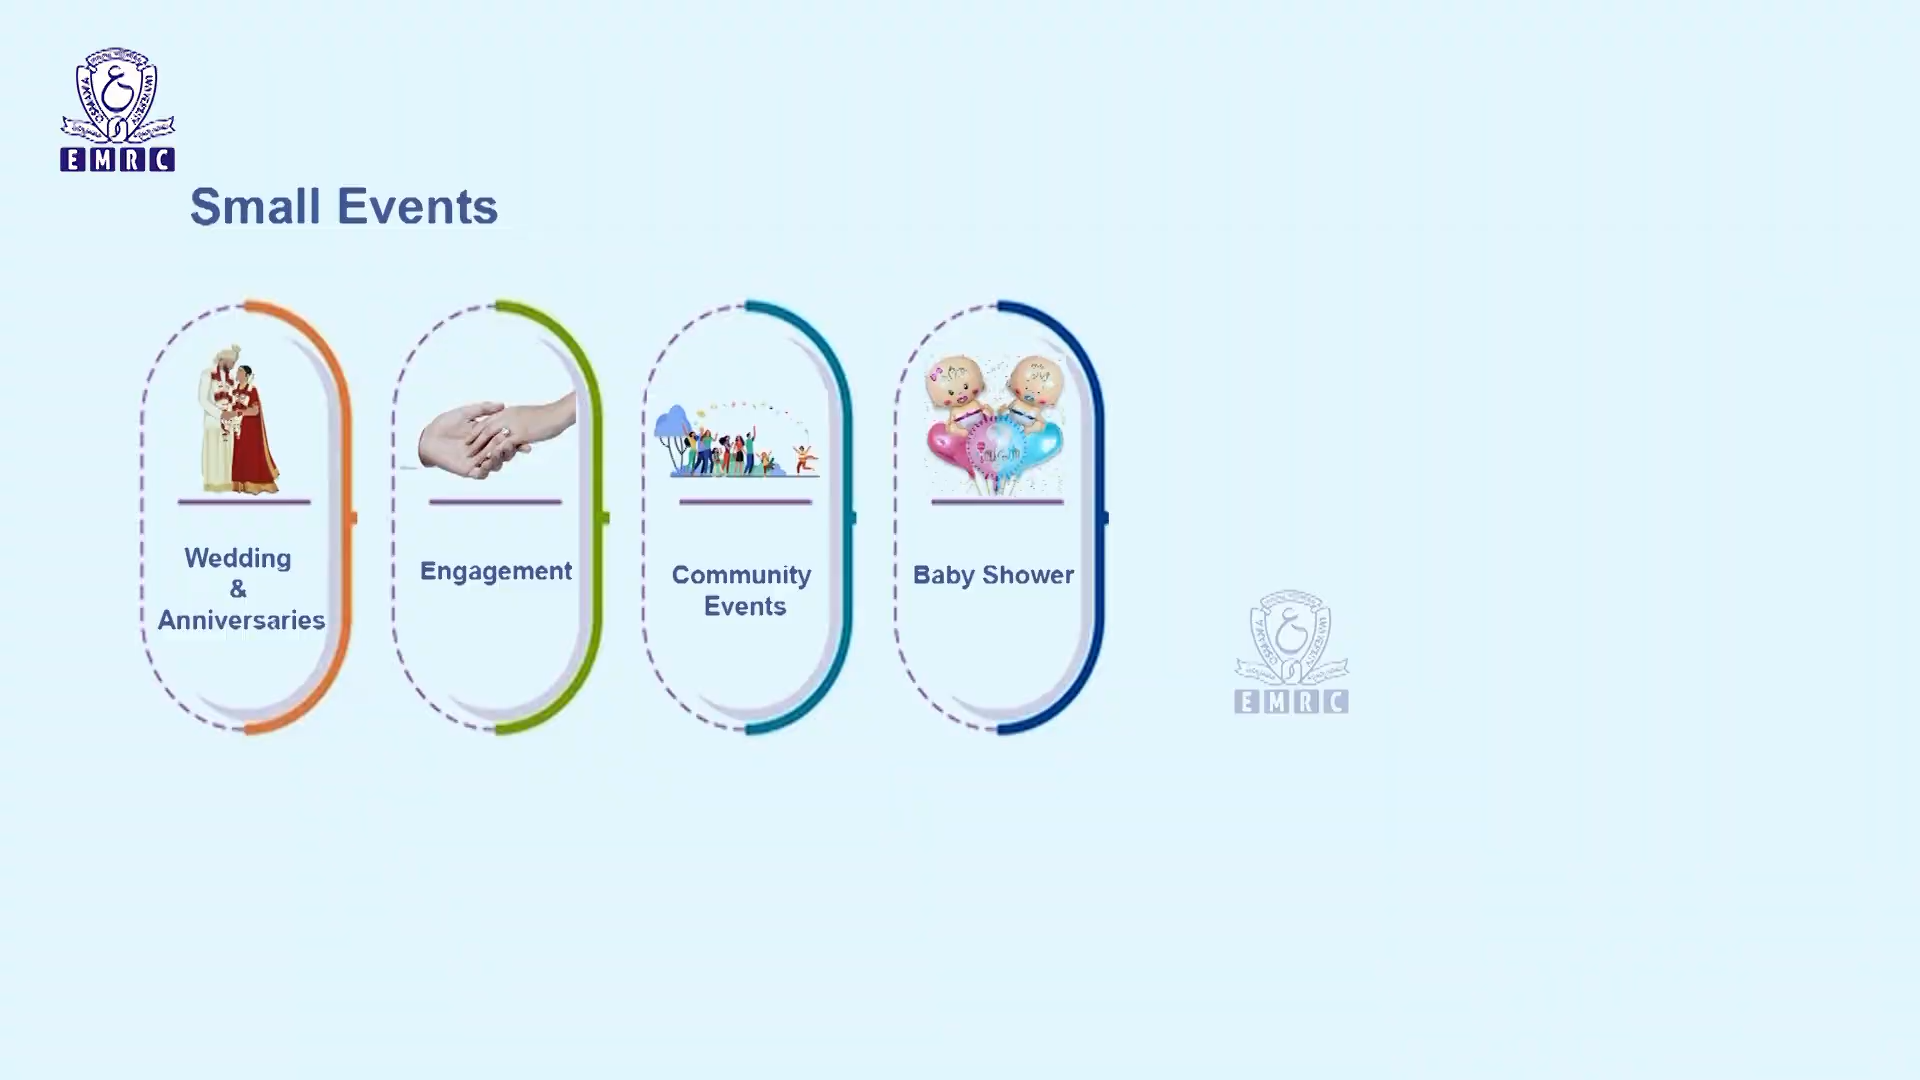 EMRC
Small Events
Wedding
&
Anniversaries
Engagement
Community
Events
Baby Shower
EMRC